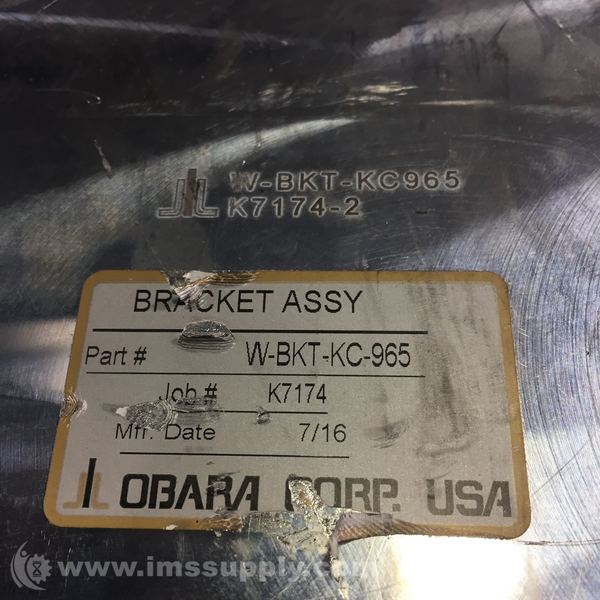 W-BKT-KC965
K7174-2
BRACKET ASSY
Part # W-BKT-KC-965
Job # K7174
Mfr. Date 7/16
OBARA CORP. USA
www.imssupply.com